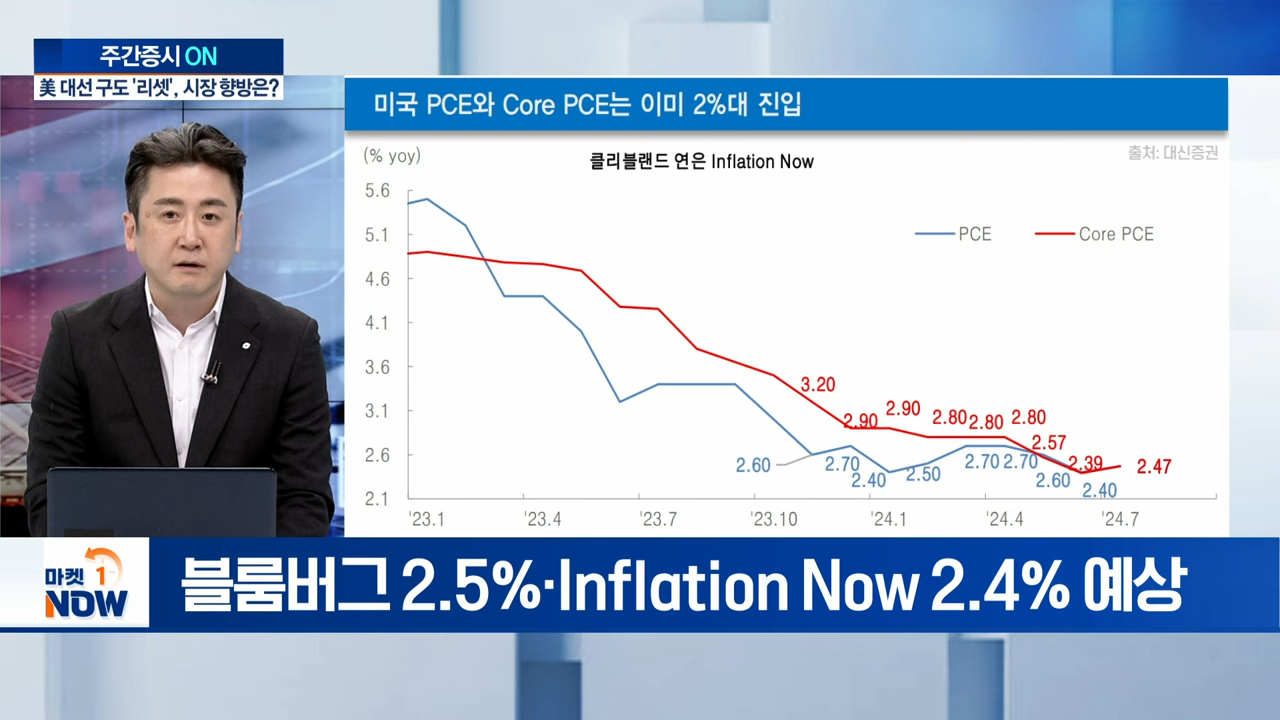 주간증시 ON
美 대선 구도 '리셋', 시장 향방은?
미국 PCE와 Core PCE는 이미 2%대 진입
(% yoy)
클리블랜드 연은 Inflation Now
출처: 대신증권
5.6
5.1
4.6
4.1
3.6
3.1
2.6
2.1
PCE
Core PCE
3.20
2.90
2.90
2.80
2.80
2.80
2.57
2.39
2.47
2.60
2.70
2.40
2.50
2.70
2.70
2.60
2.40
'23.1
'23.4
'23.7
'23.10
'24.1
'24.4
'24.7
마켓 1
NOW
블룸버그 2.5%·Inflation Now 2.4% 예상